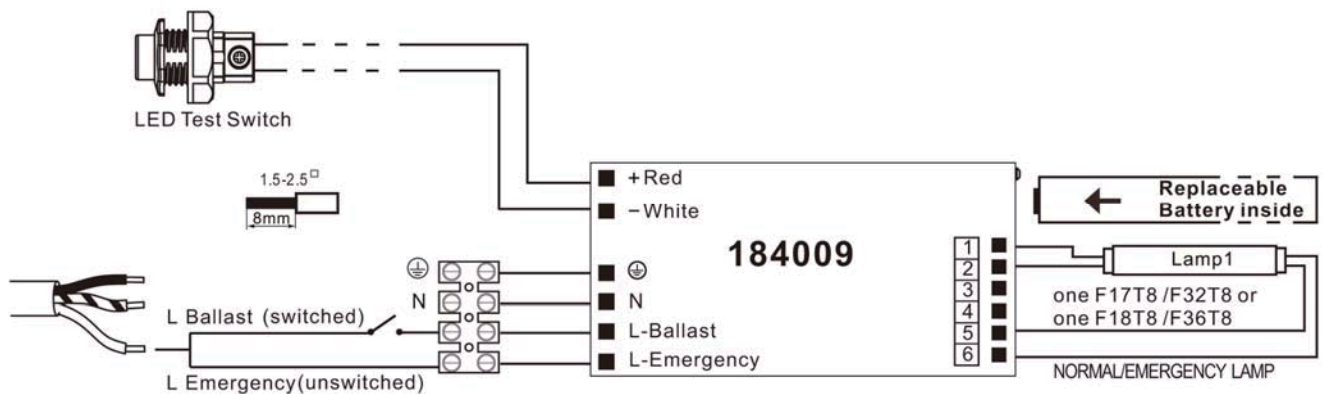 LED Test Switch
1.5-2.5□
8mm
L Ballast (switched)
L Emergency(unswitched)
N
+Red
−White
184009
N
L-Ballast
L-Emergency
1
2
3
4
5
6
Replaceable
Battery inside
Lamp1
one F17T8 /F32T8 or
one F18T8 /F36T8
NORMAL/EMERGENCY LAMP